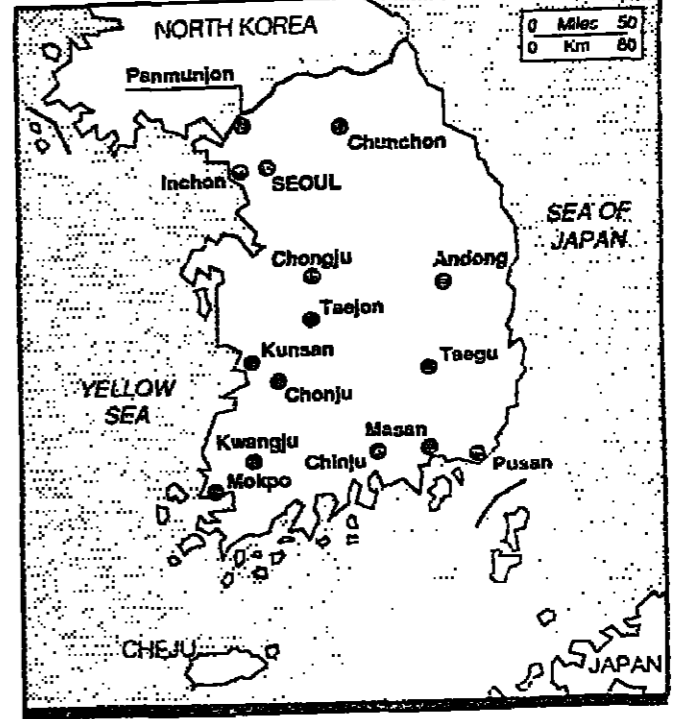 NORTH KOREA
0 Miles 50
0 Km 80
Panmunjon
Chunchon
Inchon
SEOUL
SEA OF
JAPAN
Chongju
Andong
Taejon
Kunsan
Taegu
Chonju
YELLOW
SEA
Kwangju
Masan
Chinju
Pusan
Mokpo
CHEJU
JAPAN